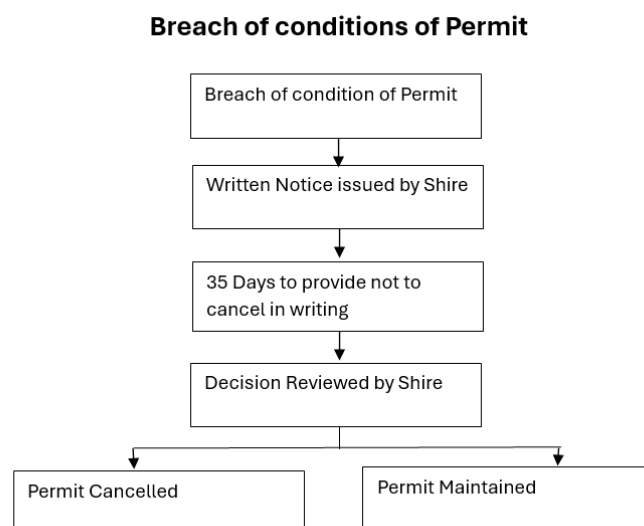 Breach of conditions of Permit
Breach of condition of Permit
Written Notice issued by Shire
35 Days to provide not to
cancel in writing
Decision Reviewed by Shire
Permit Cancelled
Permit Maintained